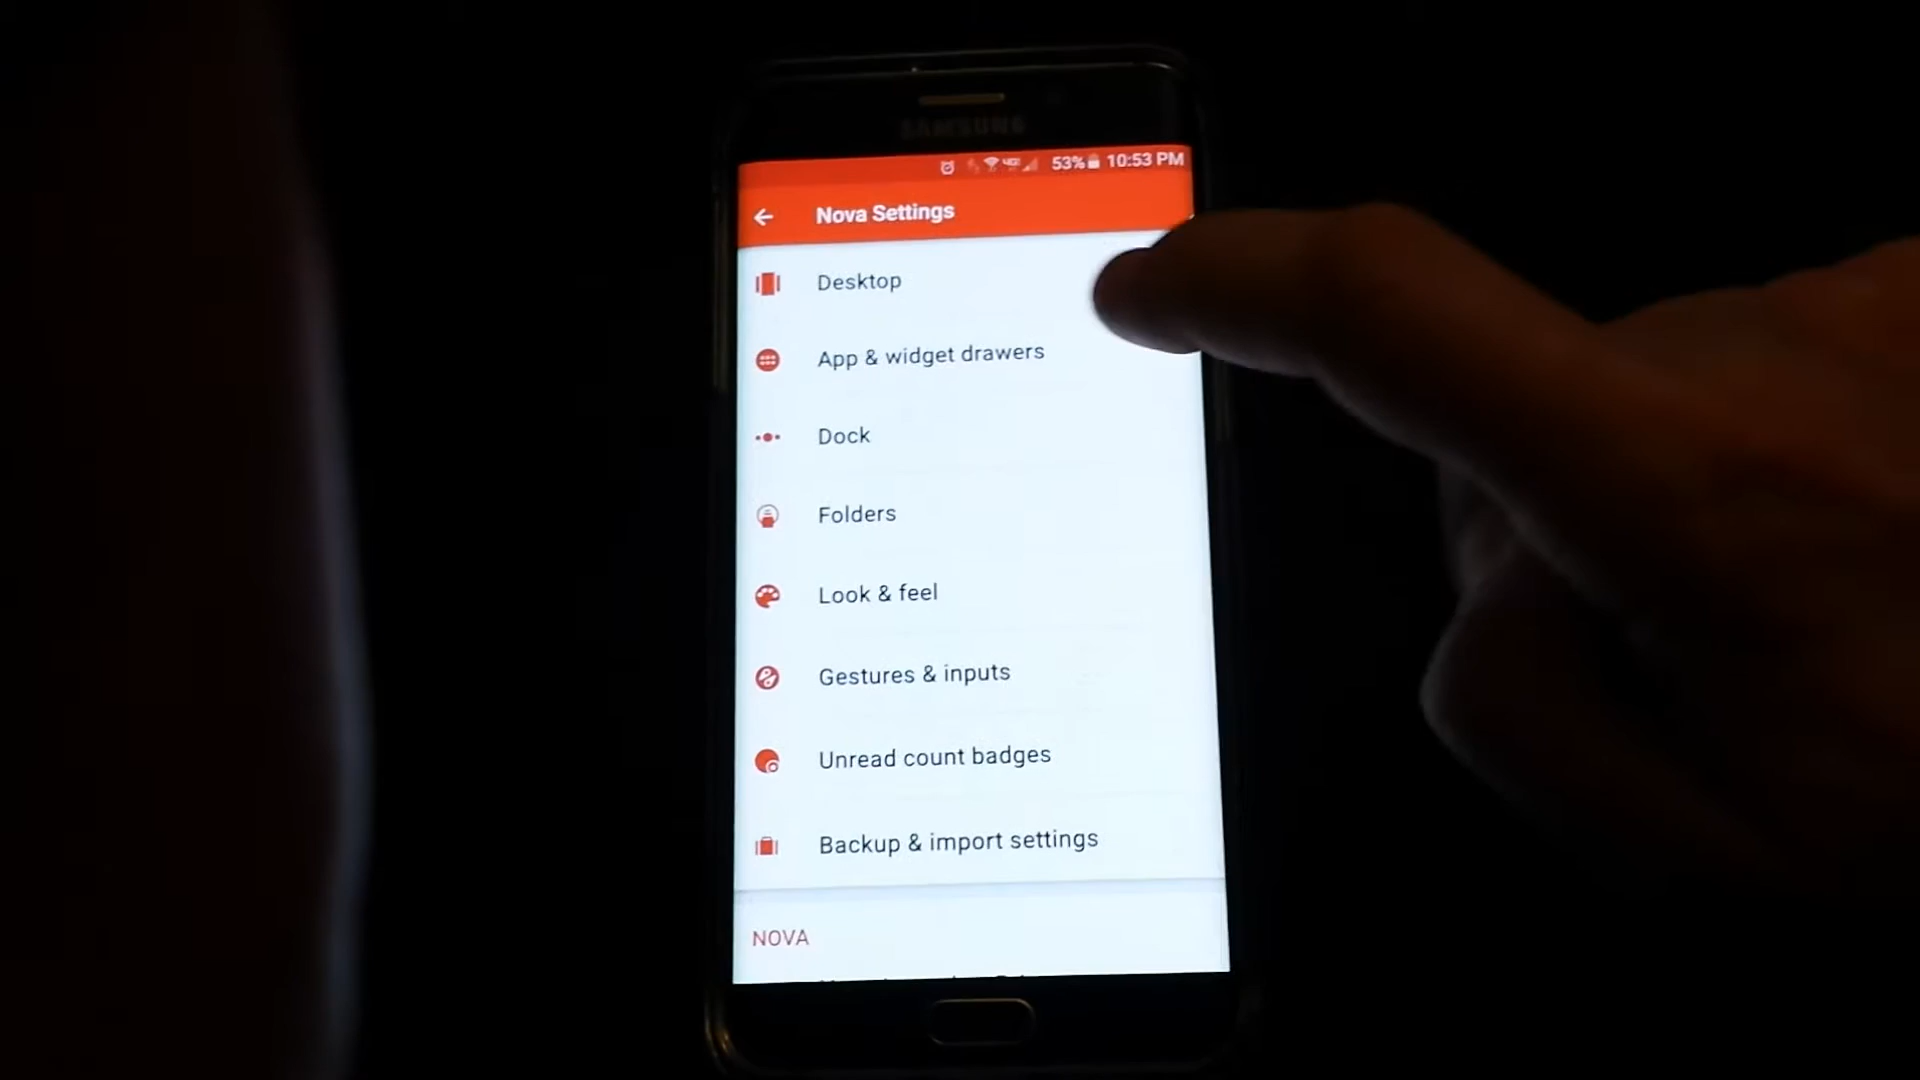 SAMSUNG
53% 10:53 PM
Nova Settings
Desktop
App & widget drawers
Dock
Folders
Look & feel
Gestures & inputs
Unread count badges
Backup & import settings
NOVA